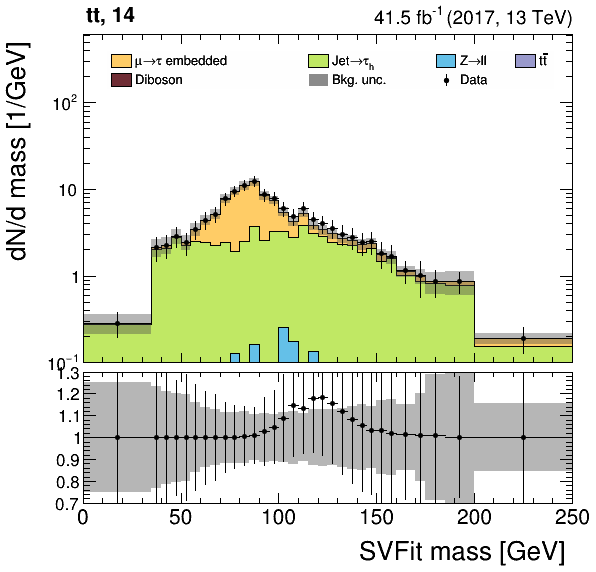 tt, 14 41.5 fb⁻¹ (2017, 13 TeV)
dN/d mass [1/GeV]
μ→τ embedded Jet→τₕ Z→ll tt̄
Diboson Bkg. unc. Data
10²
10
1
10⁻¹
1.3
1.2
1.1
1
0.9
0.8
0.7
0 50 100 150 200 250
SVFit mass [GeV]